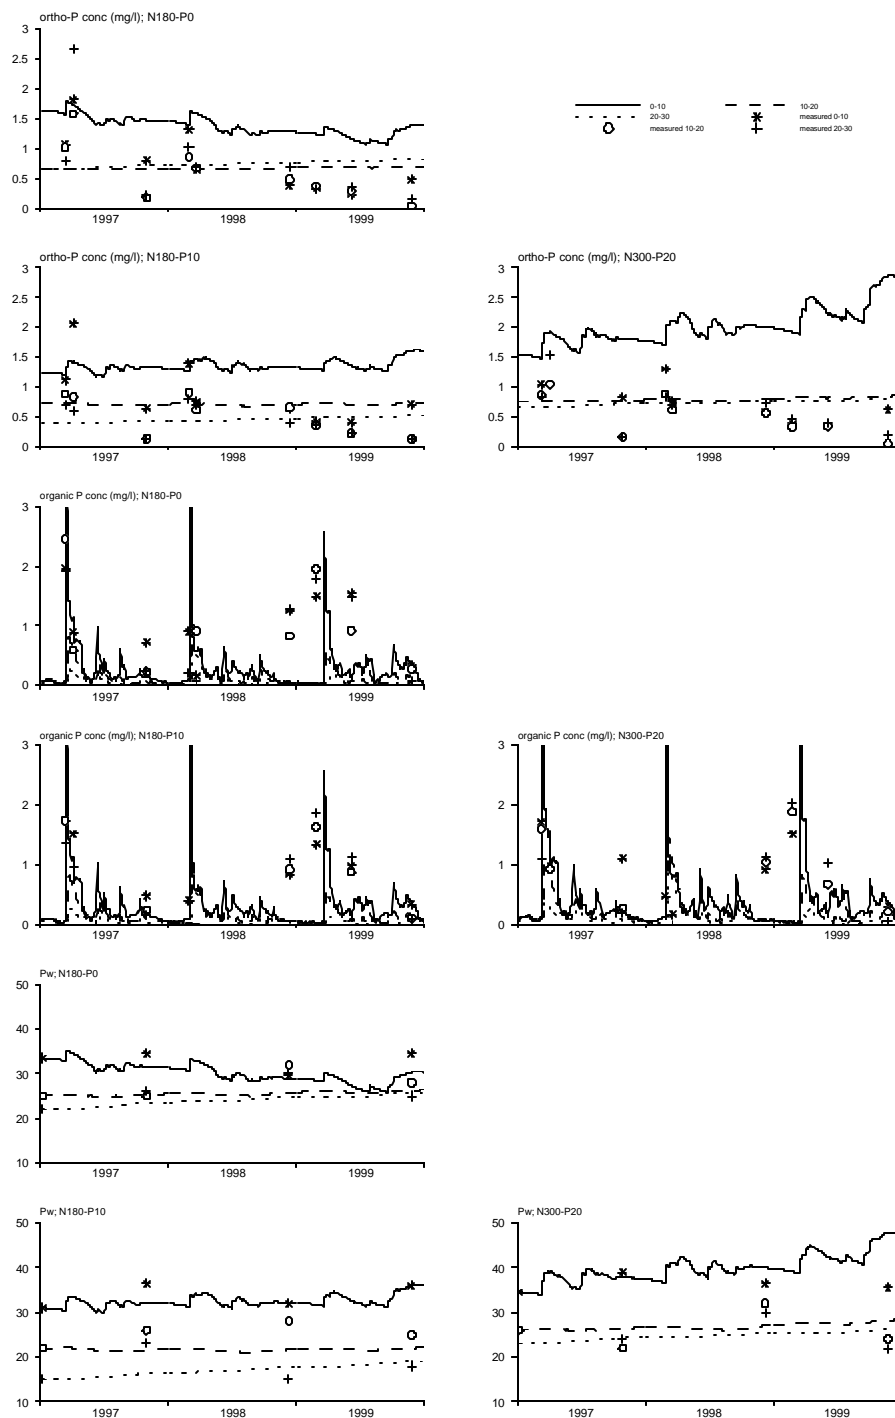 ortho-P conc (mg/l); N180-P0
3
2.5
2
1.5
1
0.5
0
1997 1998 1999
0-10 10-20
20-30 measured 0-10
measured 10-20 measured 20-30
ortho-P conc (mg/l); N180-P10
3
2.5
2
1.5
1
0.5
0
1997 1998 1999
ortho-P conc (mg/l); N300-P20
3
2.5
2
1.5
1
0.5
0
1997 1998 1999
organic P conc (mg/l); N180-P0
3
2
1
0
1997 1998 1999
organic P conc (mg/l); N180-P10
3
2
1
0
1997 1998 1999
organic P conc (mg/l); N300-P20
3
2
1
0
1997 1998 1999
Pw; N180-P0
50
40
30
20
10
1997 1998 1999
Pw; N180-P10
50
40
30
20
10
1997 1998 1999
Pw; N300-P20
50
40
30
20
10
1997 1998 1999